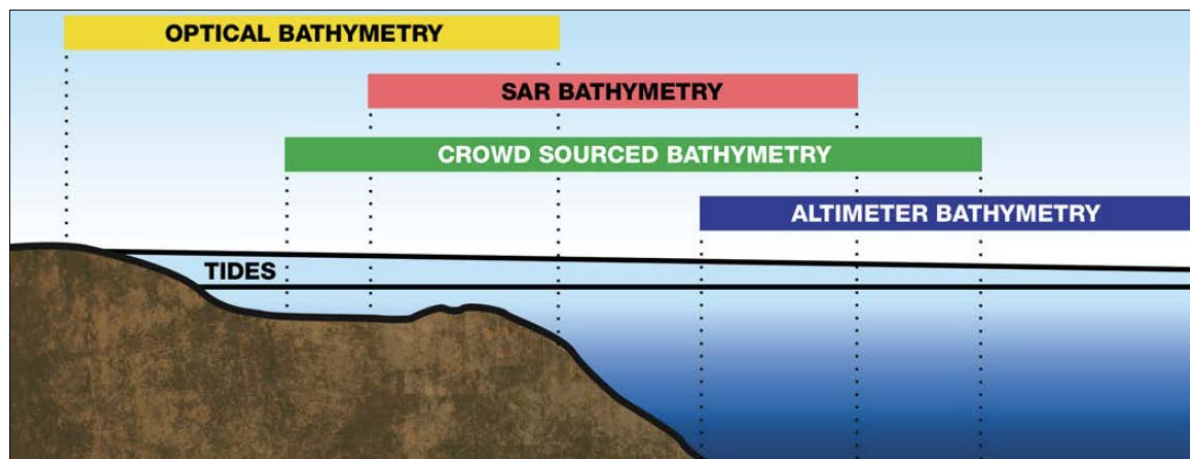 OPTICAL BATHYMETRY
SAR BATHYMETRY
CROWD SOURCED BATHYMETRY
ALTIMETER BATHYMETRY
TIDES